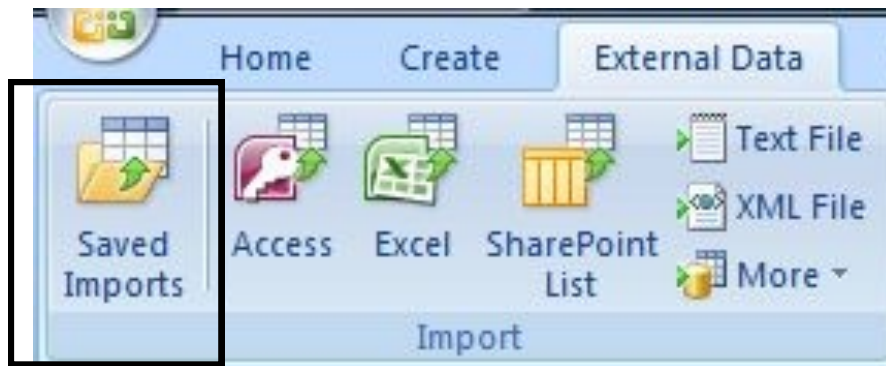 Home Create External Data
Saved Imports
Access
Excel
SharePoint List
Text File
XML File
More
Import